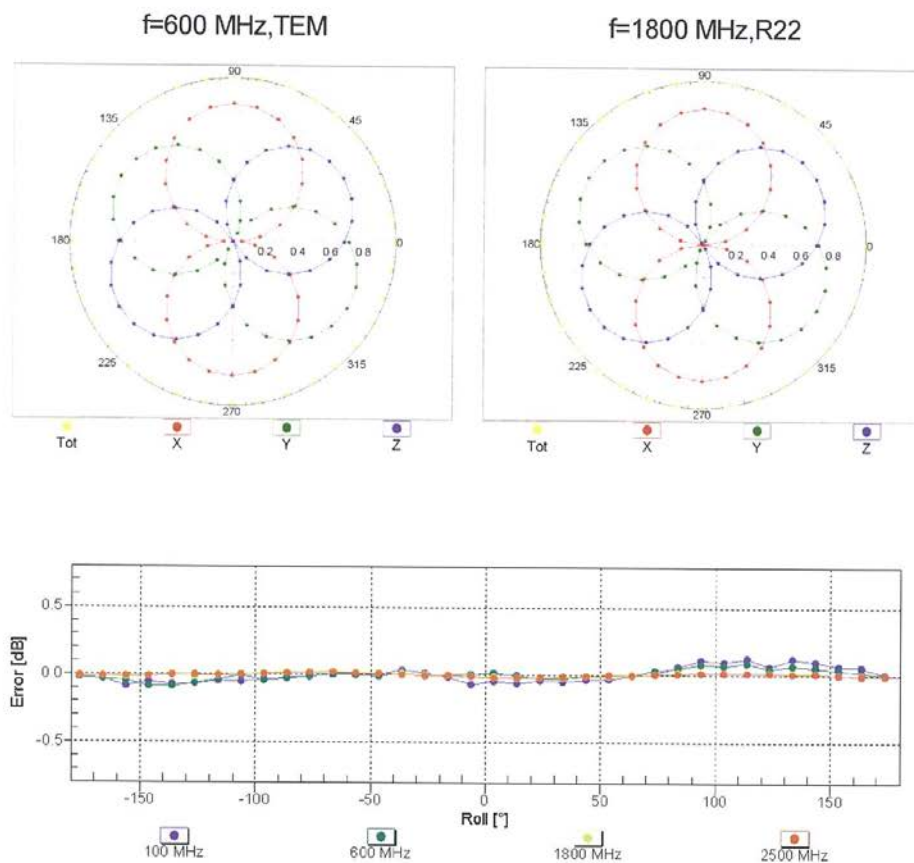 f=600 MHz,TEM
f=1800 MHz,R22
90
135
45
180
0.2 0.4 0.6 0.8
0
225
315
270
Tot X Y Z
90
135
45
180
0.2 0.4 0.6 0.8
0
225
315
270
Tot X Y Z
Error [dB]
0.5
0.0
-0.5
-150 -100 -50 0 50 100 150
Roll [°]
100 MHz 600 MHz 1800 MHz 2500 MHz